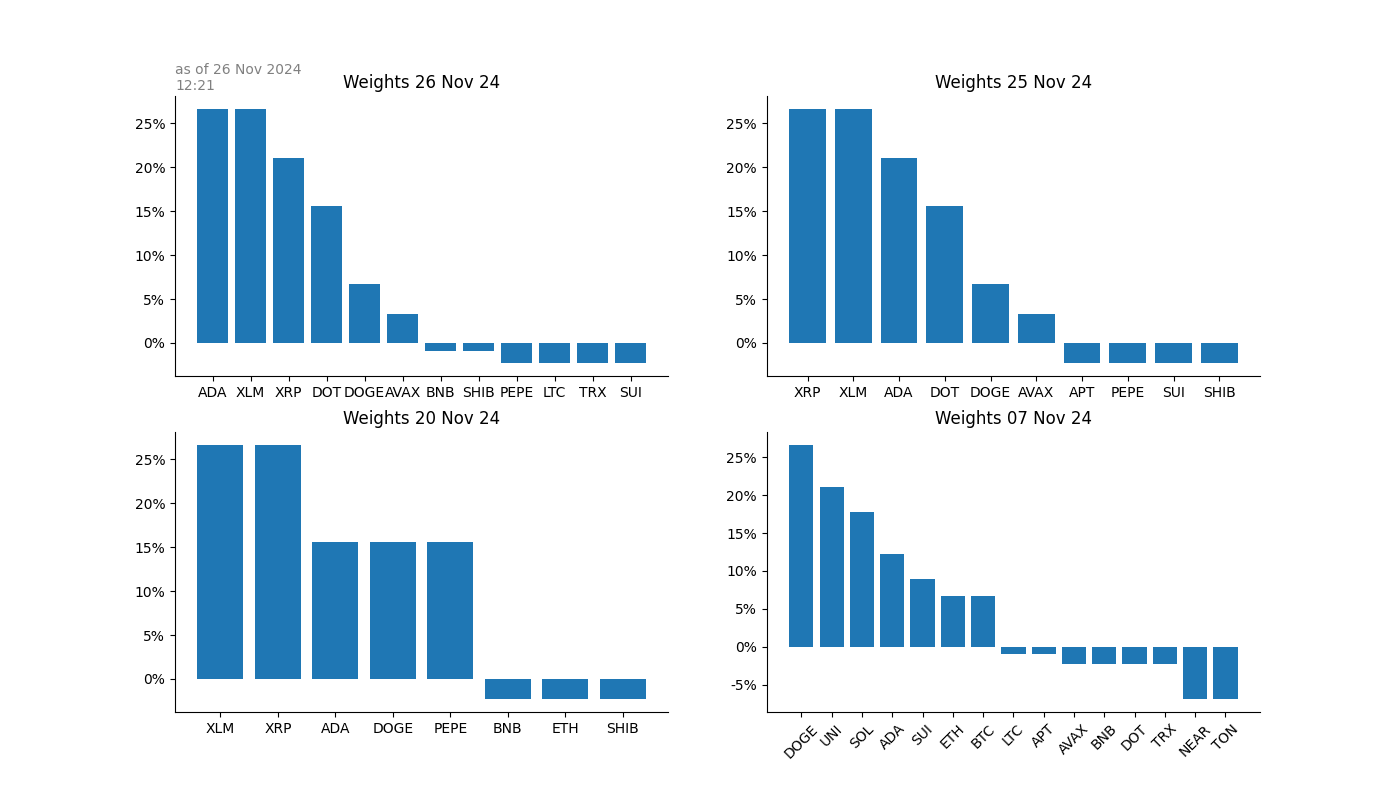 as of 26 Nov 2024
12:21
Weights 26 Nov 24
25%
20%
15%
10%
5%
0%
ADA XLM XRP DOT DOGE AVAX BNB SHIB PEPE LTC TRX SUI
Weights 25 Nov 24
25%
20%
15%
10%
5%
0%
XRP XLM ADA DOT DOGE AVAX APT PEPE SUI SHIB
Weights 20 Nov 24
25%
20%
15%
10%
5%
0%
XLM XRP ADA DOGE PEPE BNB ETH SHIB
Weights 07 Nov 24
25%
20%
15%
10%
5%
0%
-5%
DOGE UNI SOL ADA SUI ETH BTC LTC APT AVAX BNB DOT TRX NEAR TON